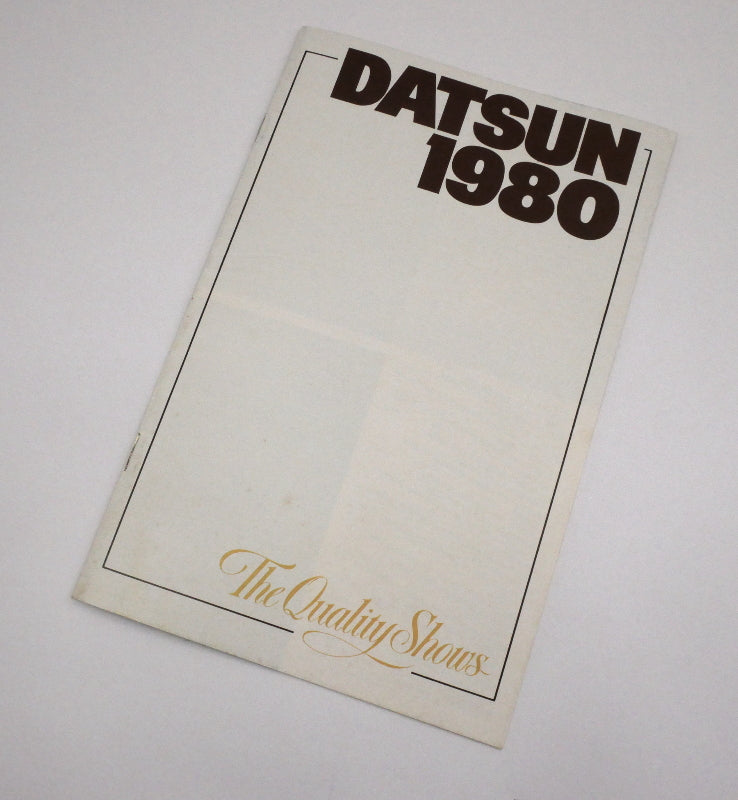 DATSUN
1980
The Quality Shows